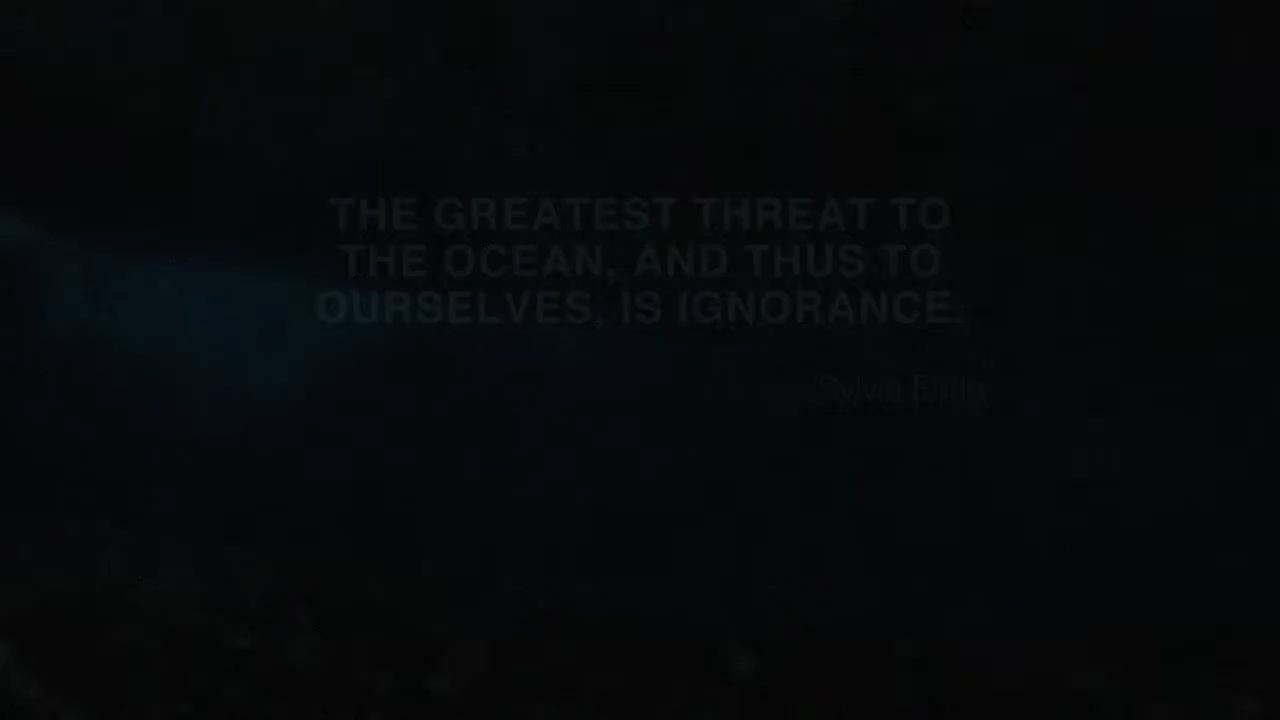 THE GREATEST THREAT TO
THE OCEAN, AND THUS TO
OURSELVES, IS IGNORANCE.
Sylvia Earle